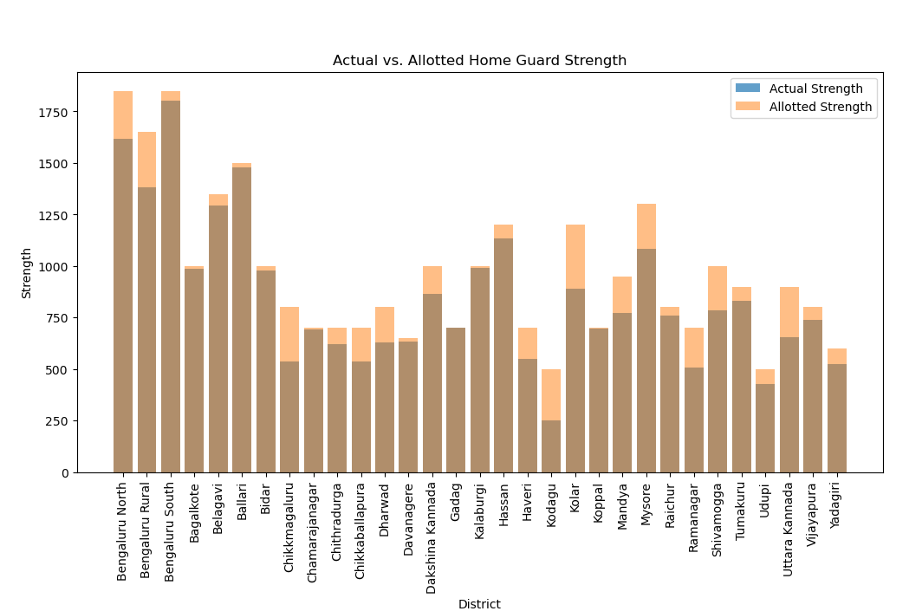 Actual vs. Allotted Home Guard Strength
Actual Strength
Allotted Strength
Strength
1750
1500
1250
1000
750
500
250
0
Bengaluru North
Bengaluru Rural
Bengaluru South
Bagalkote
Belagavi
Ballari
Bidar
Chikkmagaluru
Chamarajanagar
Chithradurga
Chikkaballapura
Dharwad
Davanagere
Dakshina Kannada
Gadag
Kalaburgi
Hassan
Haveri
Kodagu
Kolar
Koppal
Mandya
Mysore
Raichur
Ramanagar
Shivamogga
Tumakuru
Udupi
Uttara Kannada
Vijayapura
Yadagiri
District